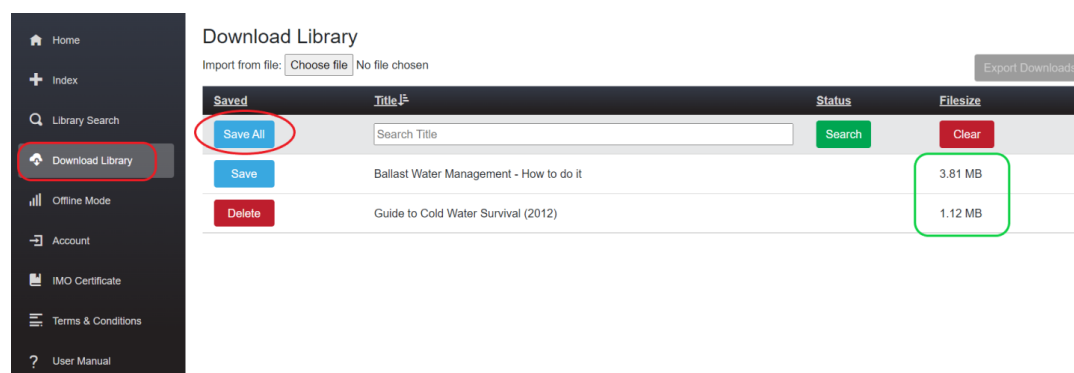 Home
Index
Library Search
Download Library
Offline Mode
Account
IMO Certificate
Terms & Conditions
? User Manual
Download Library
Import from file: Choose file No file chosen
Export Downloads
Saved Title Status Filesize
Save All Search Title Search Clear
Save Ballast Water Management - How to do it 3.81 MB
Delete Guide to Cold Water Survival (2012) 1.12 MB